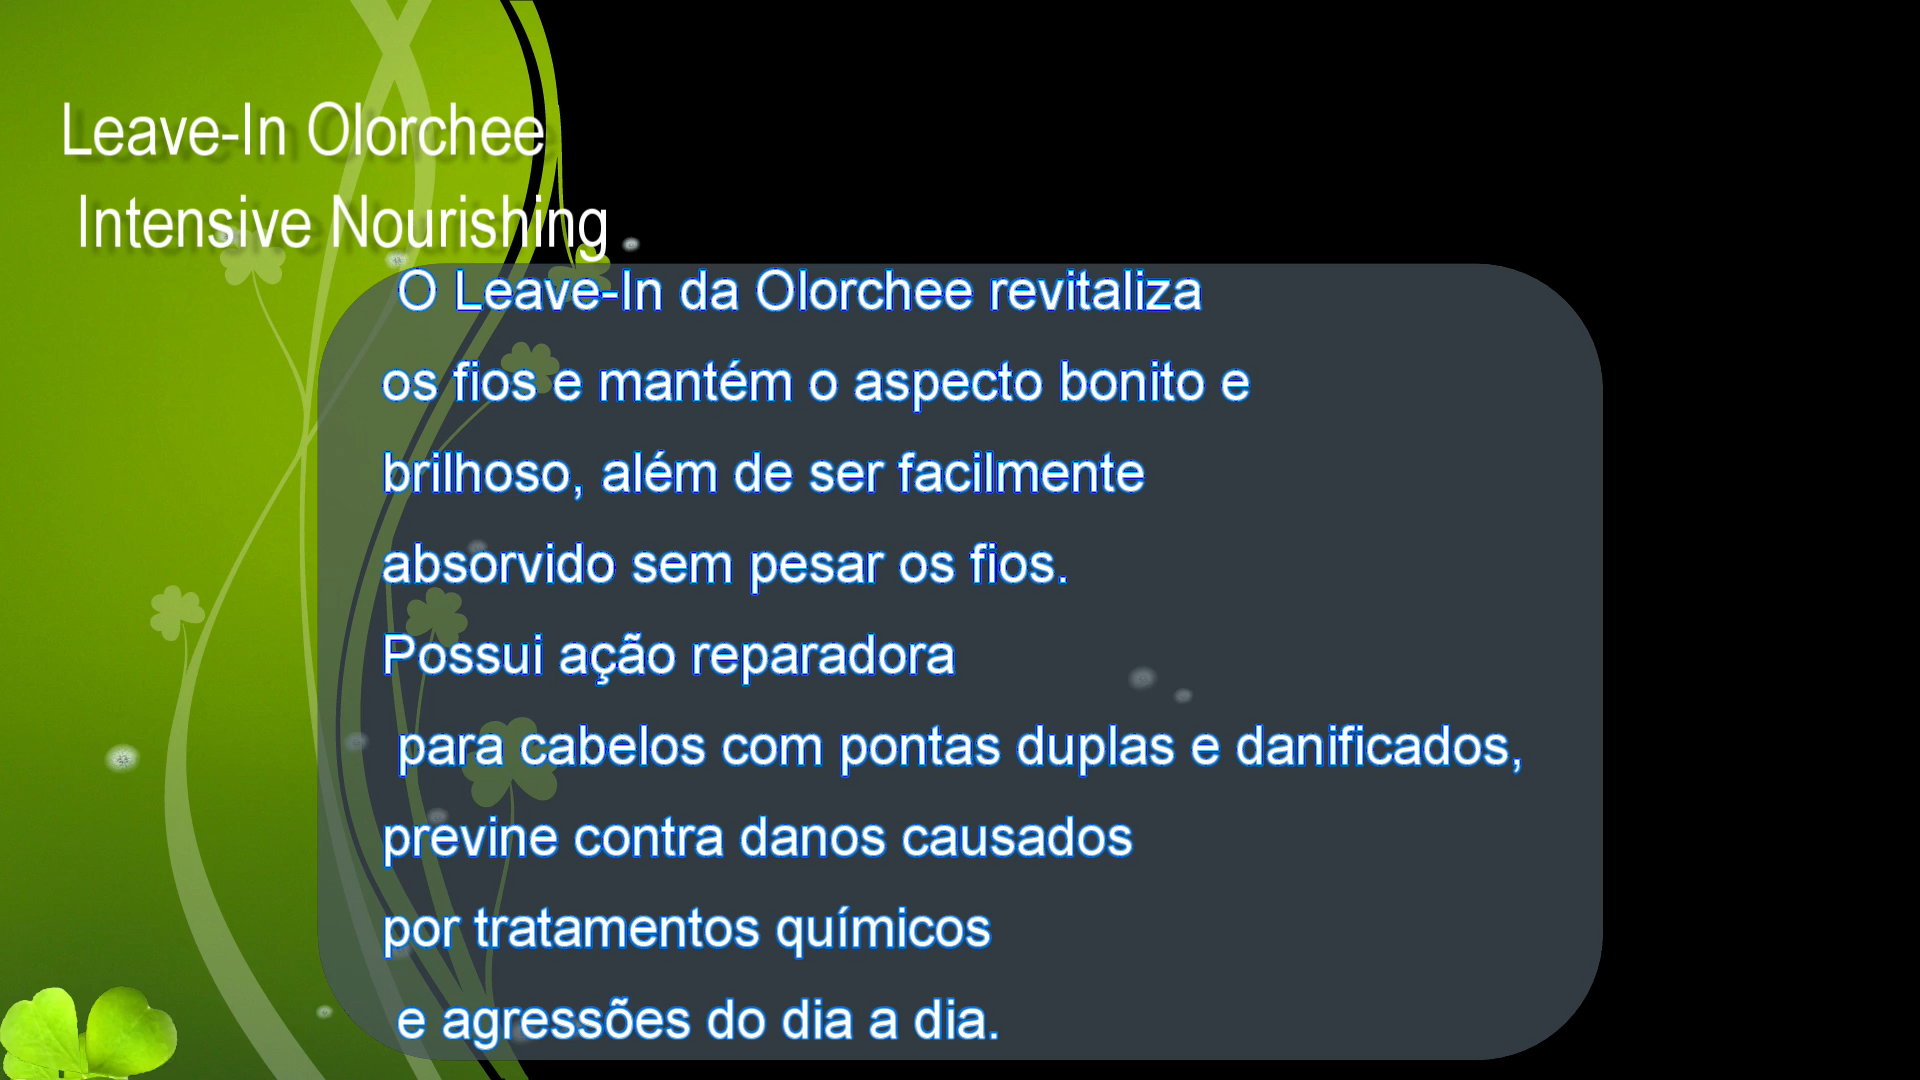 Leave-In Olorchee
Intensive Nourishing
O Leave-In da Olorchee revitaliza
os fios e mantém o aspecto bonito e
brilhoso, além de ser facilmente
absorvido sem pesar os fios.
Possui ação reparadora
para cabelos com pontas duplas e danificados,
previne contra danos causados
por tratamentos químicos
e agressões do dia a dia.